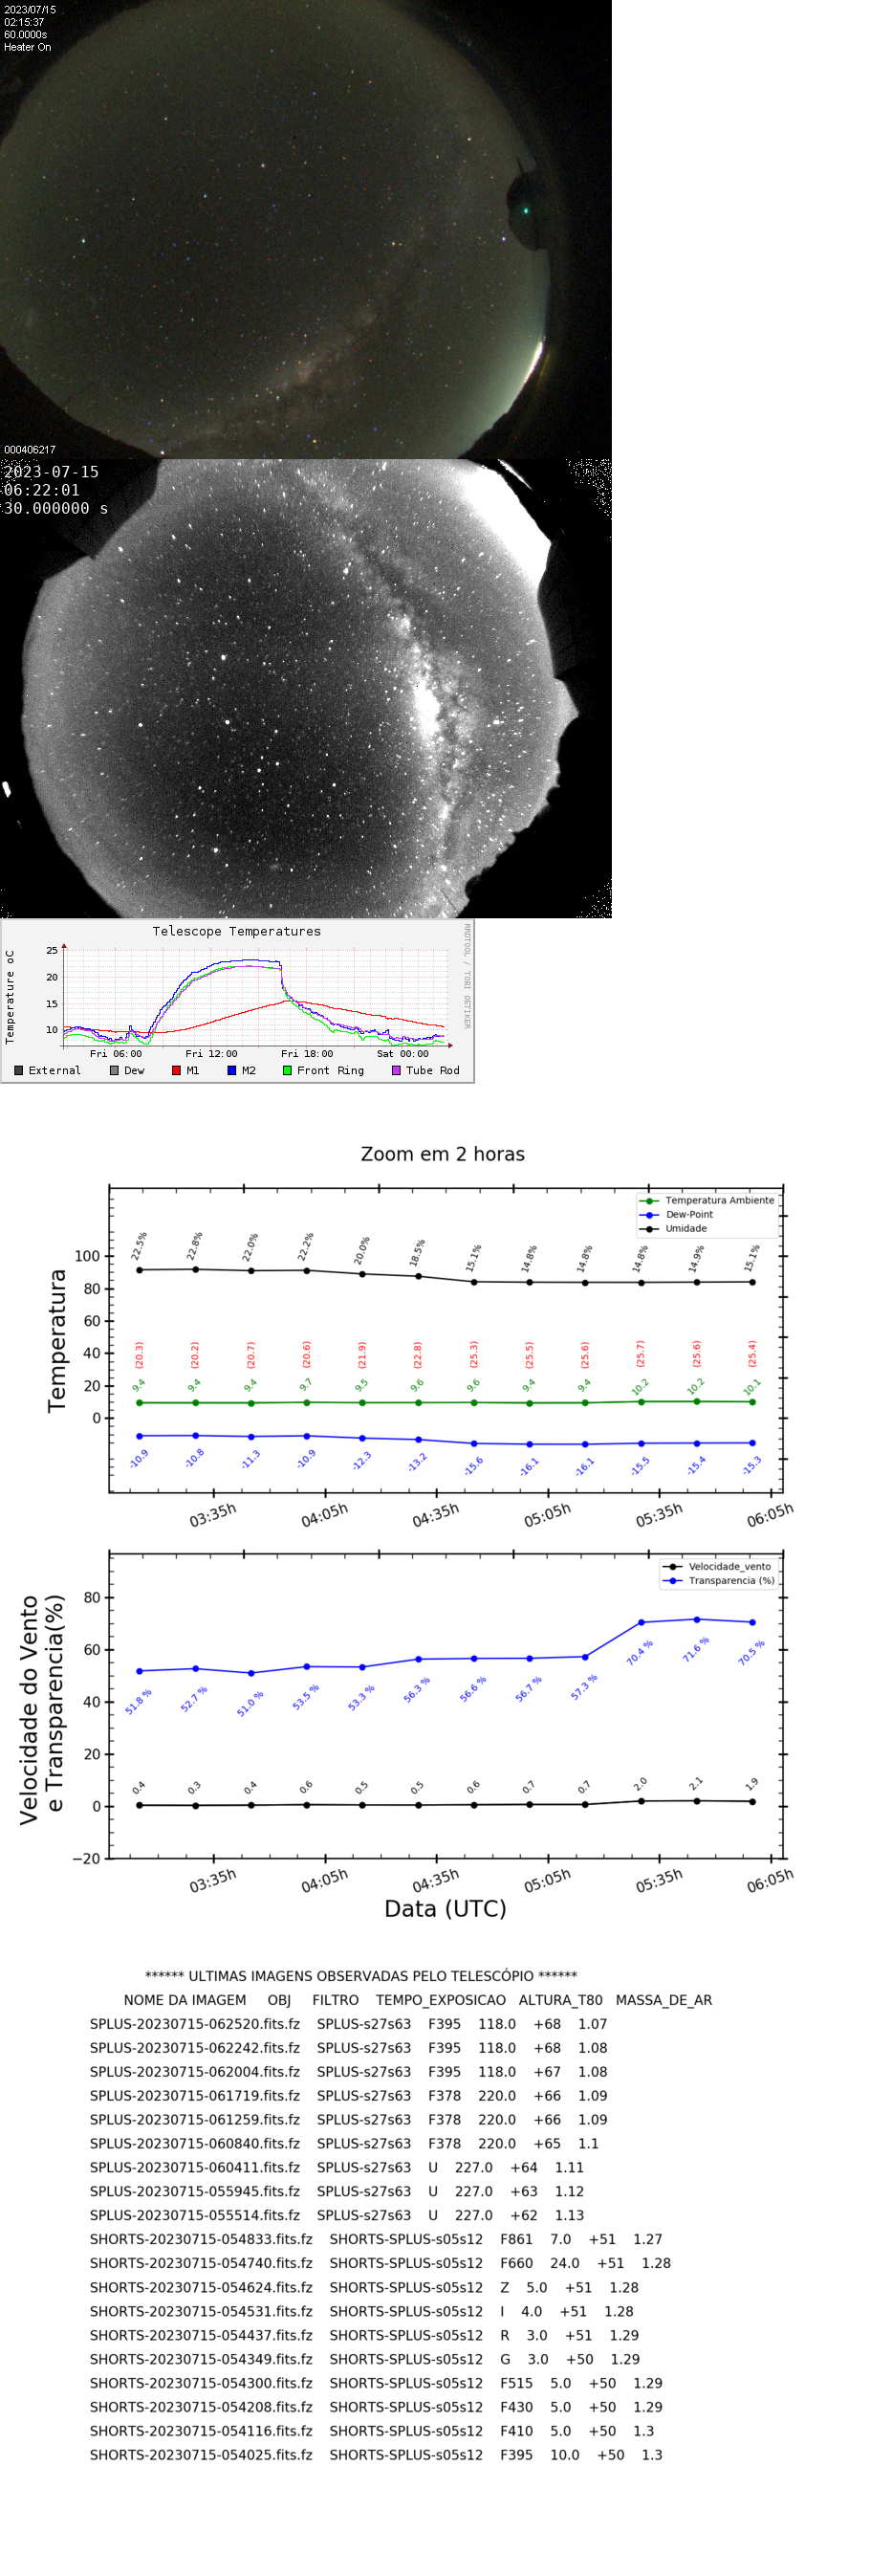 2023/07/15
02:15:37
60.0000s
Heater On
000406217
2023-07-15
06:22:01
30.000000 s
Telescope Temperatures
RRDTOOL / TOBI OETIKER
Temperature oC
25
20
15
10
Fri 06:00 Fri 12:00 Fri 18:00 Sat 00:00
External Dew M1 M2 Front Ring Tube Rod
Zoom em 2 horas
Temperatura Ambiente
Dew-Point
Umidade
Temperatura
100
80
60
40
20
0
22.5% 22.8% 22.0% 22.2% 20.0% 18.5% 15.1% 14.8% 14.8% 14.8% 14.9% 15.1%
(20.3) (20.2) (20.7) (20.6) (21.9) (22.8) (25.3) (25.5) (25.6) (25.7) (25.6) (25.4)
9.4 9.4 9.4 9.7 9.5 9.6 9.6 9.4 9.4 10.2 10.2 10.1
-10.9 -10.8 -11.3 -10.9 -12.3 -13.2 -15.6 -16.1 -16.1 -15.5 -15.4 -15.3
03:35h 04:05h 04:35h 05:05h 05:35h 06:05h
Velocidade_vento
Transparencia (%)
Velocidade do Vento
e Transparencia(%)
80
60
40
20
0
−20
51.8 % 52.7 % 51.0 % 53.5 % 53.3 % 56.3 % 56.6 % 56.7 % 57.3 % 70.4 % 71.6 % 70.5 %
0.4 0.3 0.4 0.6 0.5 0.5 0.6 0.7 0.7 2.0 2.1 1.9
03:35h 04:05h 04:35h 05:05h 05:35h 06:05h
Data (UTC)
****** ULTIMAS IMAGENS OBSERVADAS PELO TELESCÓPIO ******
NOME DA IMAGEM OBJ FILTRO TEMPO_EXPOSICAO ALTURA_T80 MASSA_DE_AR
SPLUS-20230715-062520.fits.fz SPLUS-s27s63 F395 118.0 +68 1.07
SPLUS-20230715-062242.fits.fz SPLUS-s27s63 F395 118.0 +68 1.08
SPLUS-20230715-062004.fits.fz SPLUS-s27s63 F395 118.0 +67 1.08
SPLUS-20230715-061719.fits.fz SPLUS-s27s63 F378 220.0 +66 1.09
SPLUS-20230715-061259.fits.fz SPLUS-s27s63 F378 220.0 +66 1.09
SPLUS-20230715-060840.fits.fz SPLUS-s27s63 F378 220.0 +65 1.1
SPLUS-20230715-060411.fits.fz SPLUS-s27s63 U 227.0 +64 1.11
SPLUS-20230715-055945.fits.fz SPLUS-s27s63 U 227.0 +63 1.12
SPLUS-20230715-055514.fits.fz SPLUS-s27s63 U 227.0 +62 1.13
SHORTS-20230715-054833.fits.fz SHORTS-SPLUS-s05s12 F861 7.0 +51 1.27
SHORTS-20230715-054740.fits.fz SHORTS-SPLUS-s05s12 F660 24.0 +51 1.28
SHORTS-20230715-054624.fits.fz SHORTS-SPLUS-s05s12 Z 5.0 +51 1.28
SHORTS-20230715-054531.fits.fz SHORTS-SPLUS-s05s12 I 4.0 +51 1.28
SHORTS-20230715-054437.fits.fz SHORTS-SPLUS-s05s12 R 3.0 +51 1.29
SHORTS-20230715-054349.fits.fz SHORTS-SPLUS-s05s12 G 3.0 +50 1.29
SHORTS-20230715-054300.fits.fz SHORTS-SPLUS-s05s12 F515 5.0 +50 1.29
SHORTS-20230715-054208.fits.fz SHORTS-SPLUS-s05s12 F430 5.0 +50 1.29
SHORTS-20230715-054116.fits.fz SHORTS-SPLUS-s05s12 F410 5.0 +50 1.3
SHORTS-20230715-054025.fits.fz SHORTS-SPLUS-s05s12 F395 10.0 +50 1.3